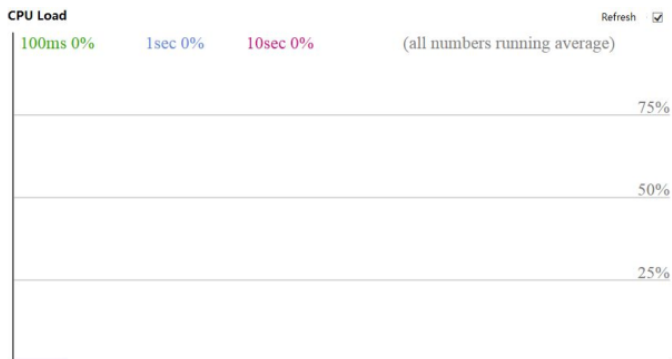 CPU Load Refresh
100ms 0% 1sec 0% 10sec 0% (all numbers running average)
75%
50%
25%